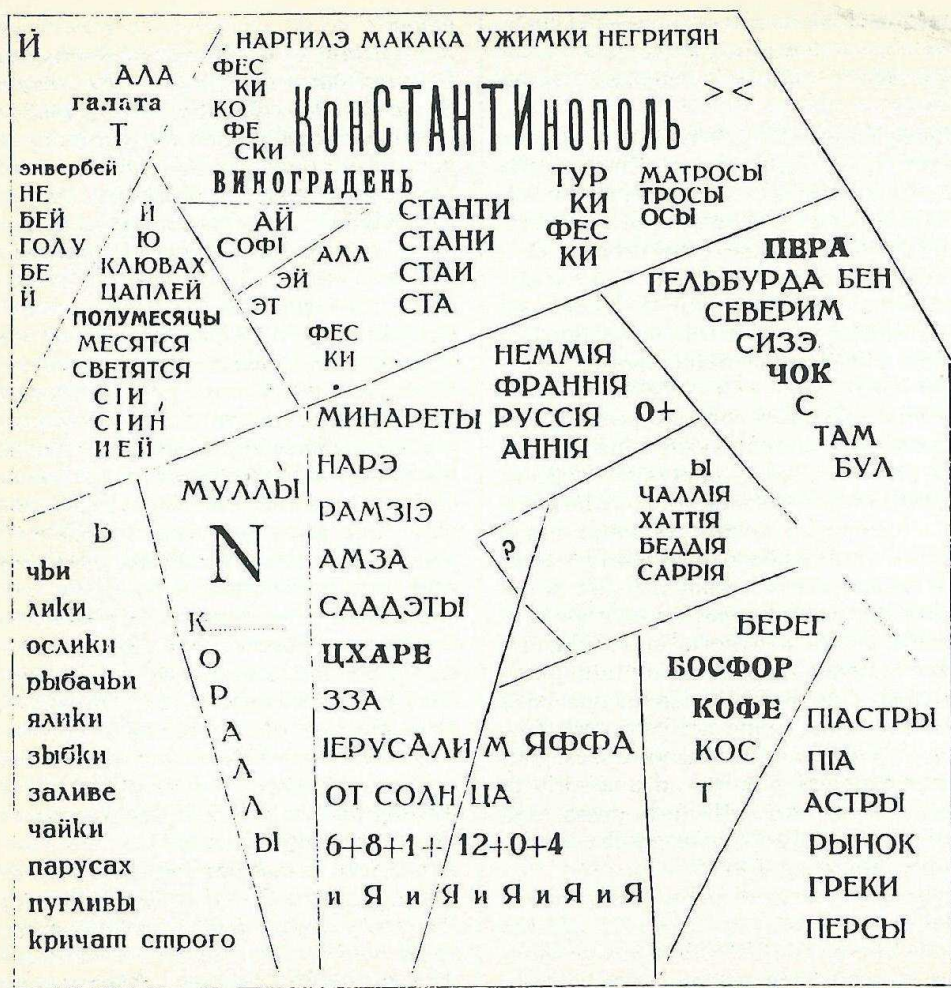 Й
. НАРГИЛЭ МАКАКА УЖИМКИ НЕГРИТЯН
АЛА
галата
Т
ФЕС
КИ
КО
ФЕ
СКИ
КонСТАНТИнополь
> <
ВИНОГРАДЕНЬ
энвербей
НЕ
БЕЙ
ГОЛУ
БЕ
Й
Й
Ю
КЛЮВАХ
ЦАПЛЕЙ
ПОЛУМЕСЯЦЫ
МЕСЯТСЯ
СВЕТЯТСЯ
СІИ
СІИН
ИЕЙ
АЙ
СОФІ
АЛЛ
ЭЙ
ЭТ
ФЕС
КИ
СТАНТИ
СТАНИ
СТАИ
СТА
ТУР
КИ
ФЕС
КИ
МАТРОСЫ
ТРОСЫ
ОСЫ
ПВРА
ГЕЛЬБУРДА БЕН
СЕВЕРИМ
СИЗЭ
ЧОК
С
ТАМ
БУЛ
НЕММІЯ
ФРАННІЯ
РУССІЯ
АННІЯ
0+
Ы
ЧАЛЛІЯ
ХАТТІЯ
БЕДДІЯ
САРРІЯ
?
МИНАРЕТЫ
НАРЭ
РАМЗІЭ
АМЗА
СААДЭТЫ
ЦХАРЕ
ЗЗА
ІЕРУСАЛИМ ЯФФА
ОТ СОЛНЦА
6+8+1+12+0+4
и Я и Я и Я и Я и Я
МУЛЛЫ
N
К
О
Р
А
Л
Л
Ы
Ь
чьи
лики
ослики
рыбачьи
ялики
зыбки
заливе
чайки
парусах
пугливы
кричат строго
БЕРЕГ
БОСФОР
КОФЕ
КОС
Т
ПІАСТРЫ
ПІА
АСТРЫ
РЫНОК
ГРЕКИ
ПЕРСЫ